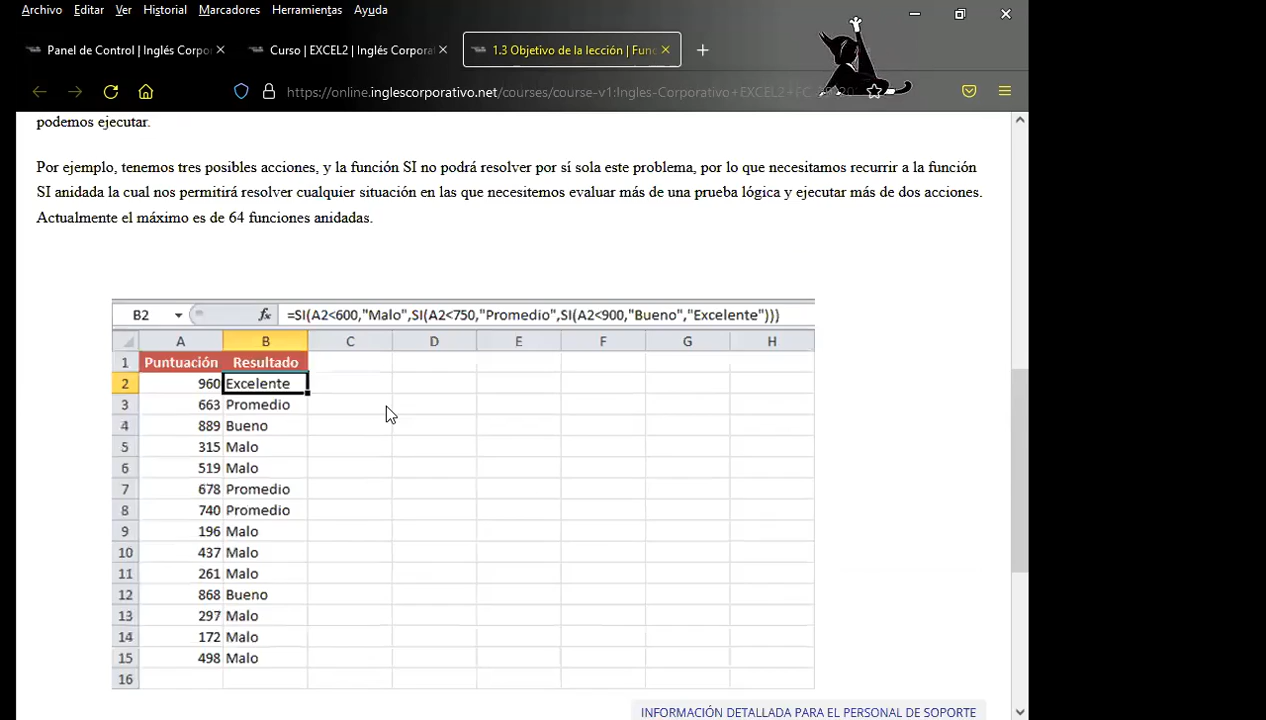 Archivo Editar Ver Historial Marcadores Herramientas Ayuda
Panel de Control | Inglés Corpo
Curso | EXCEL2 | Inglés Corpora
1.3 Objetivo de la lección | Func
https://online.inglescorporativo.net/courses/course-v1:Ingles-Corporativo+EXCEL2+FC
podemos ejecutar.
Por ejemplo, tenemos tres posibles acciones, y la función SI no podrá resolver por sí sola este problema, por lo que necesitamos recurrir a la función
SI anidada la cual nos permitirá resolver cualquier situación en las que necesitemos evaluar más de una prueba lógica y ejecutar más de dos acciones.
Actualmente el máximo es de 64 funciones anidadas.
B2 fx =SI(A2<600,"Malo",SI(A2<750,"Promedio",SI(A2<900,"Bueno","Excelente")))
A B C D E F G H
1 Puntuación Resultado
2 960 Excelente
3 663 Promedio
4 889 Bueno
5 315 Malo
6 519 Malo
7 678 Promedio
8 740 Promedio
9 196 Malo
10 437 Malo
11 261 Malo
12 868 Bueno
13 297 Malo
14 172 Malo
15 498 Malo
16
INFORMACIÓN DETALLADA PARA EL PERSONAL DE SOPORTE